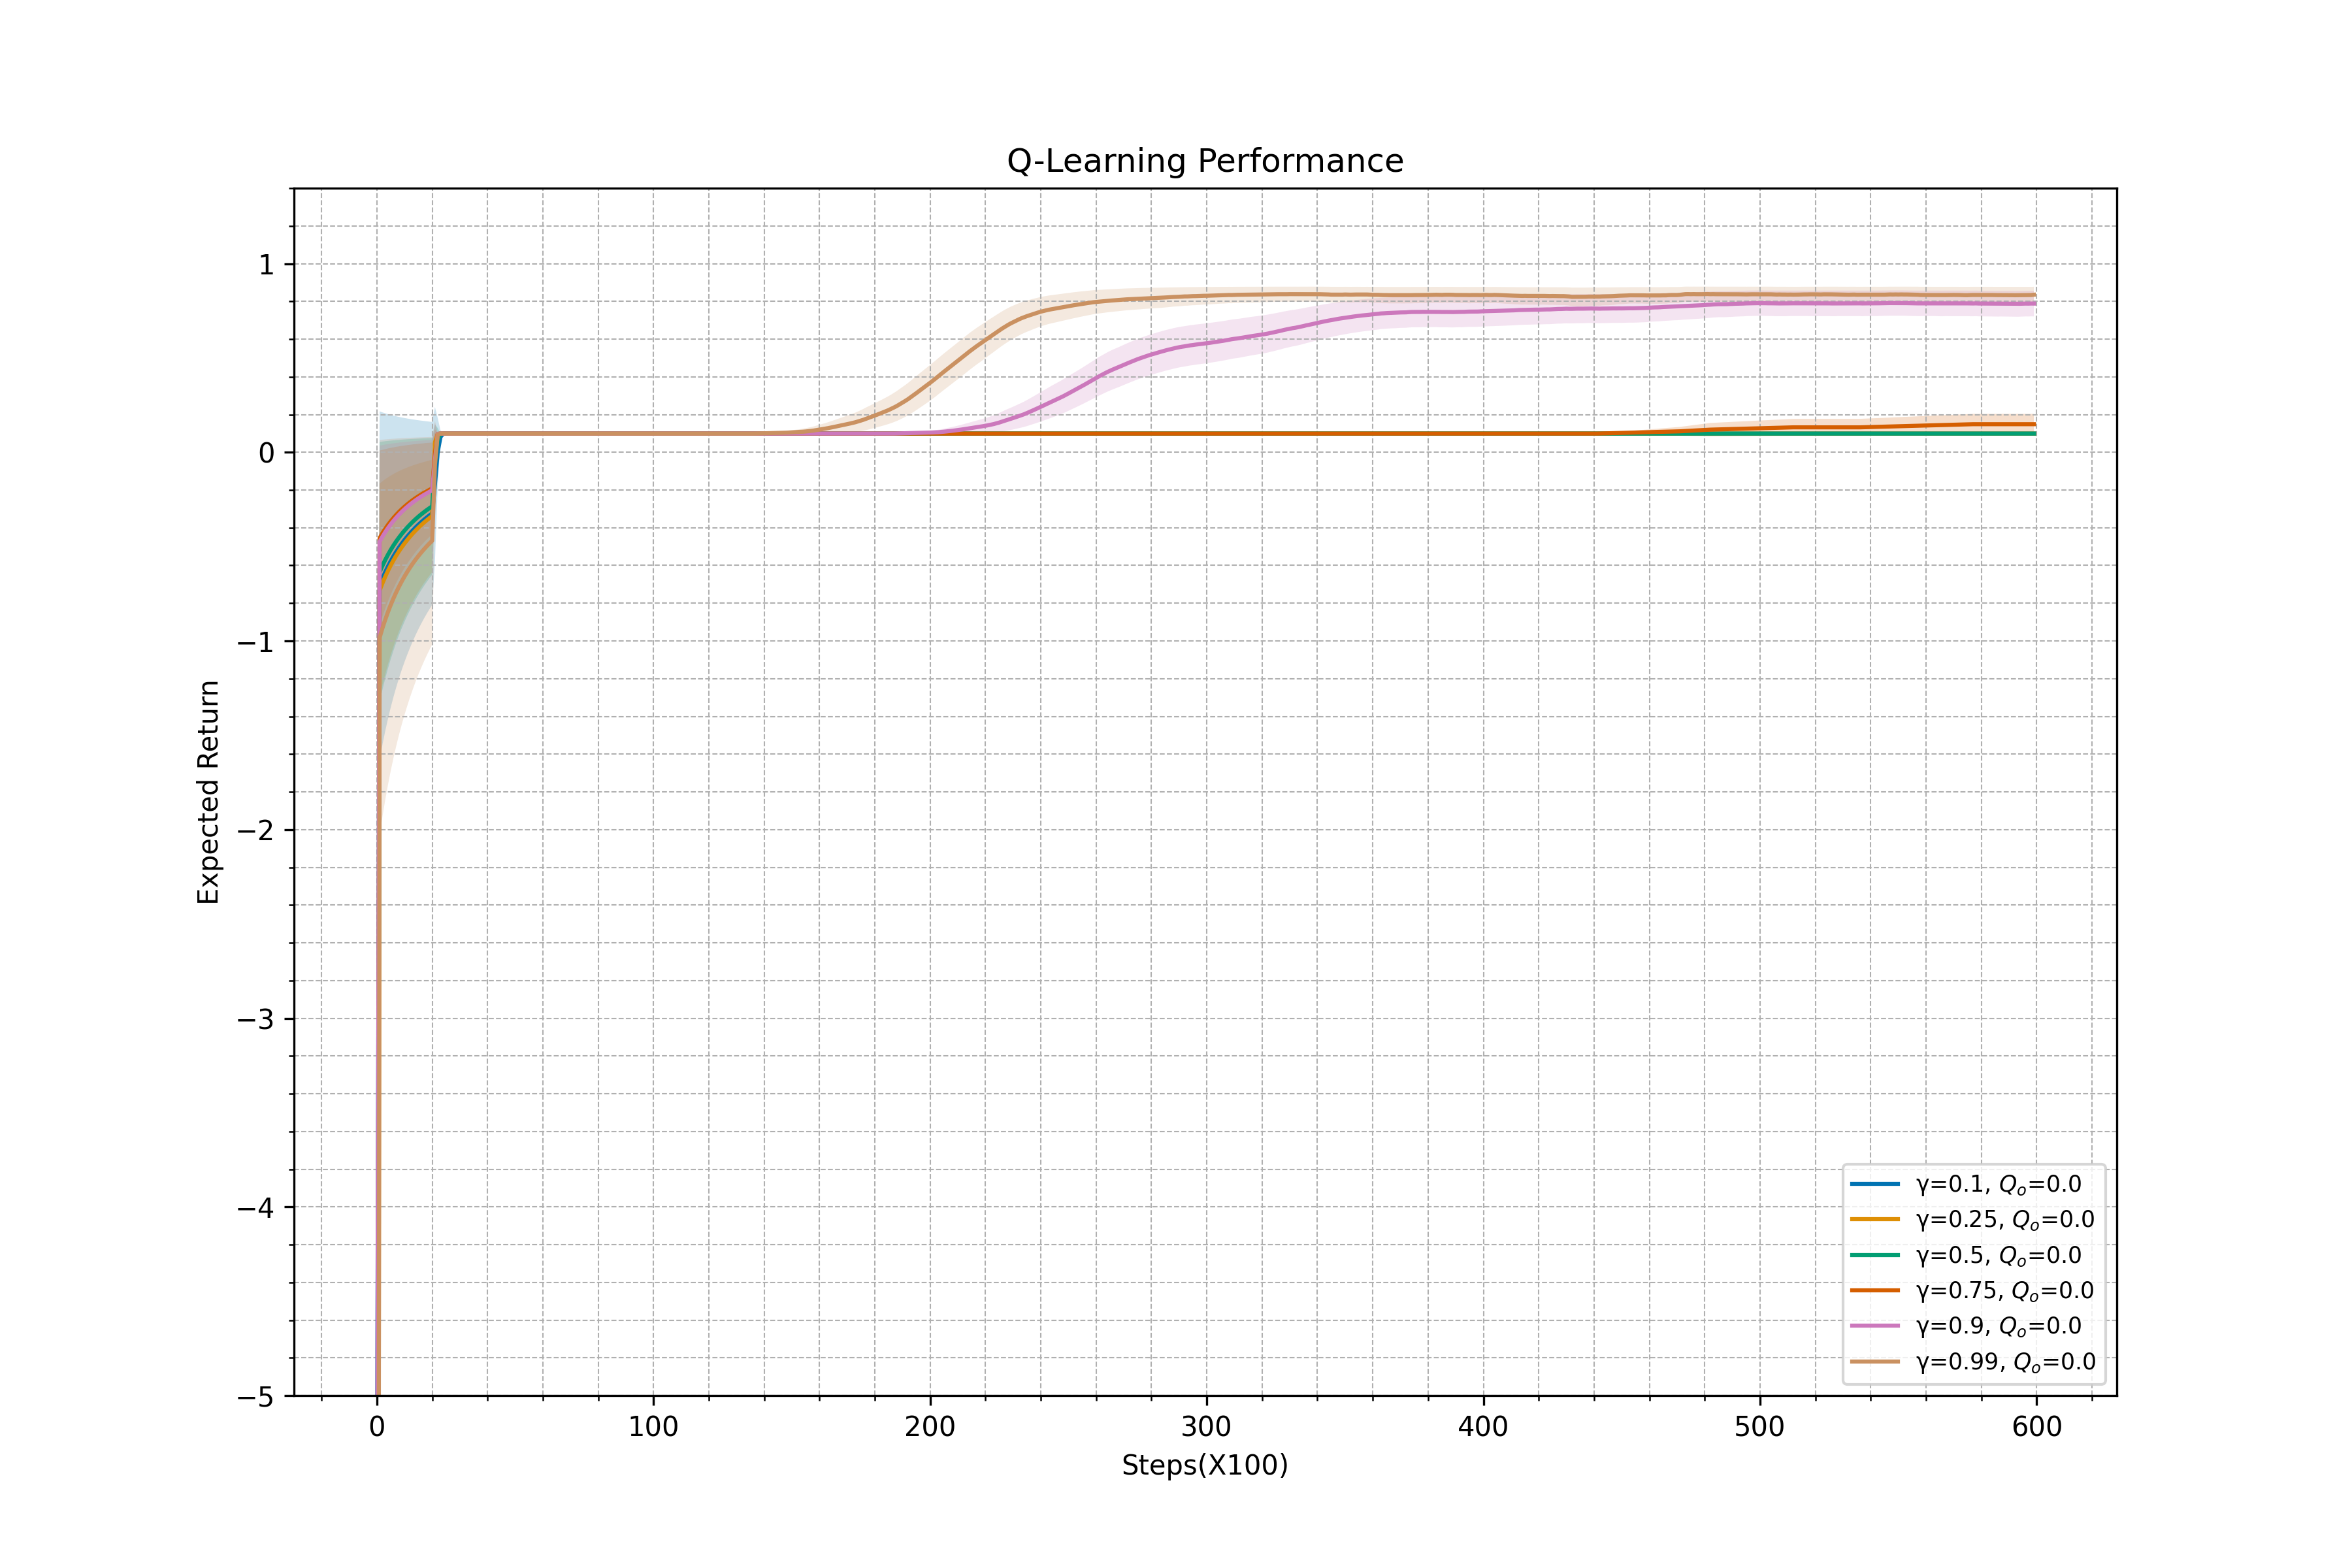 Q-Learning Performance
Expected Return
1
0
−1
−2
−3
−4
−5
0 100 200 300 400 500 600
Steps(X100)
γ=0.1, Qₒ=0.0
γ=0.25, Qₒ=0.0
γ=0.5, Qₒ=0.0
γ=0.75, Qₒ=0.0
γ=0.9, Qₒ=0.0
γ=0.99, Qₒ=0.0